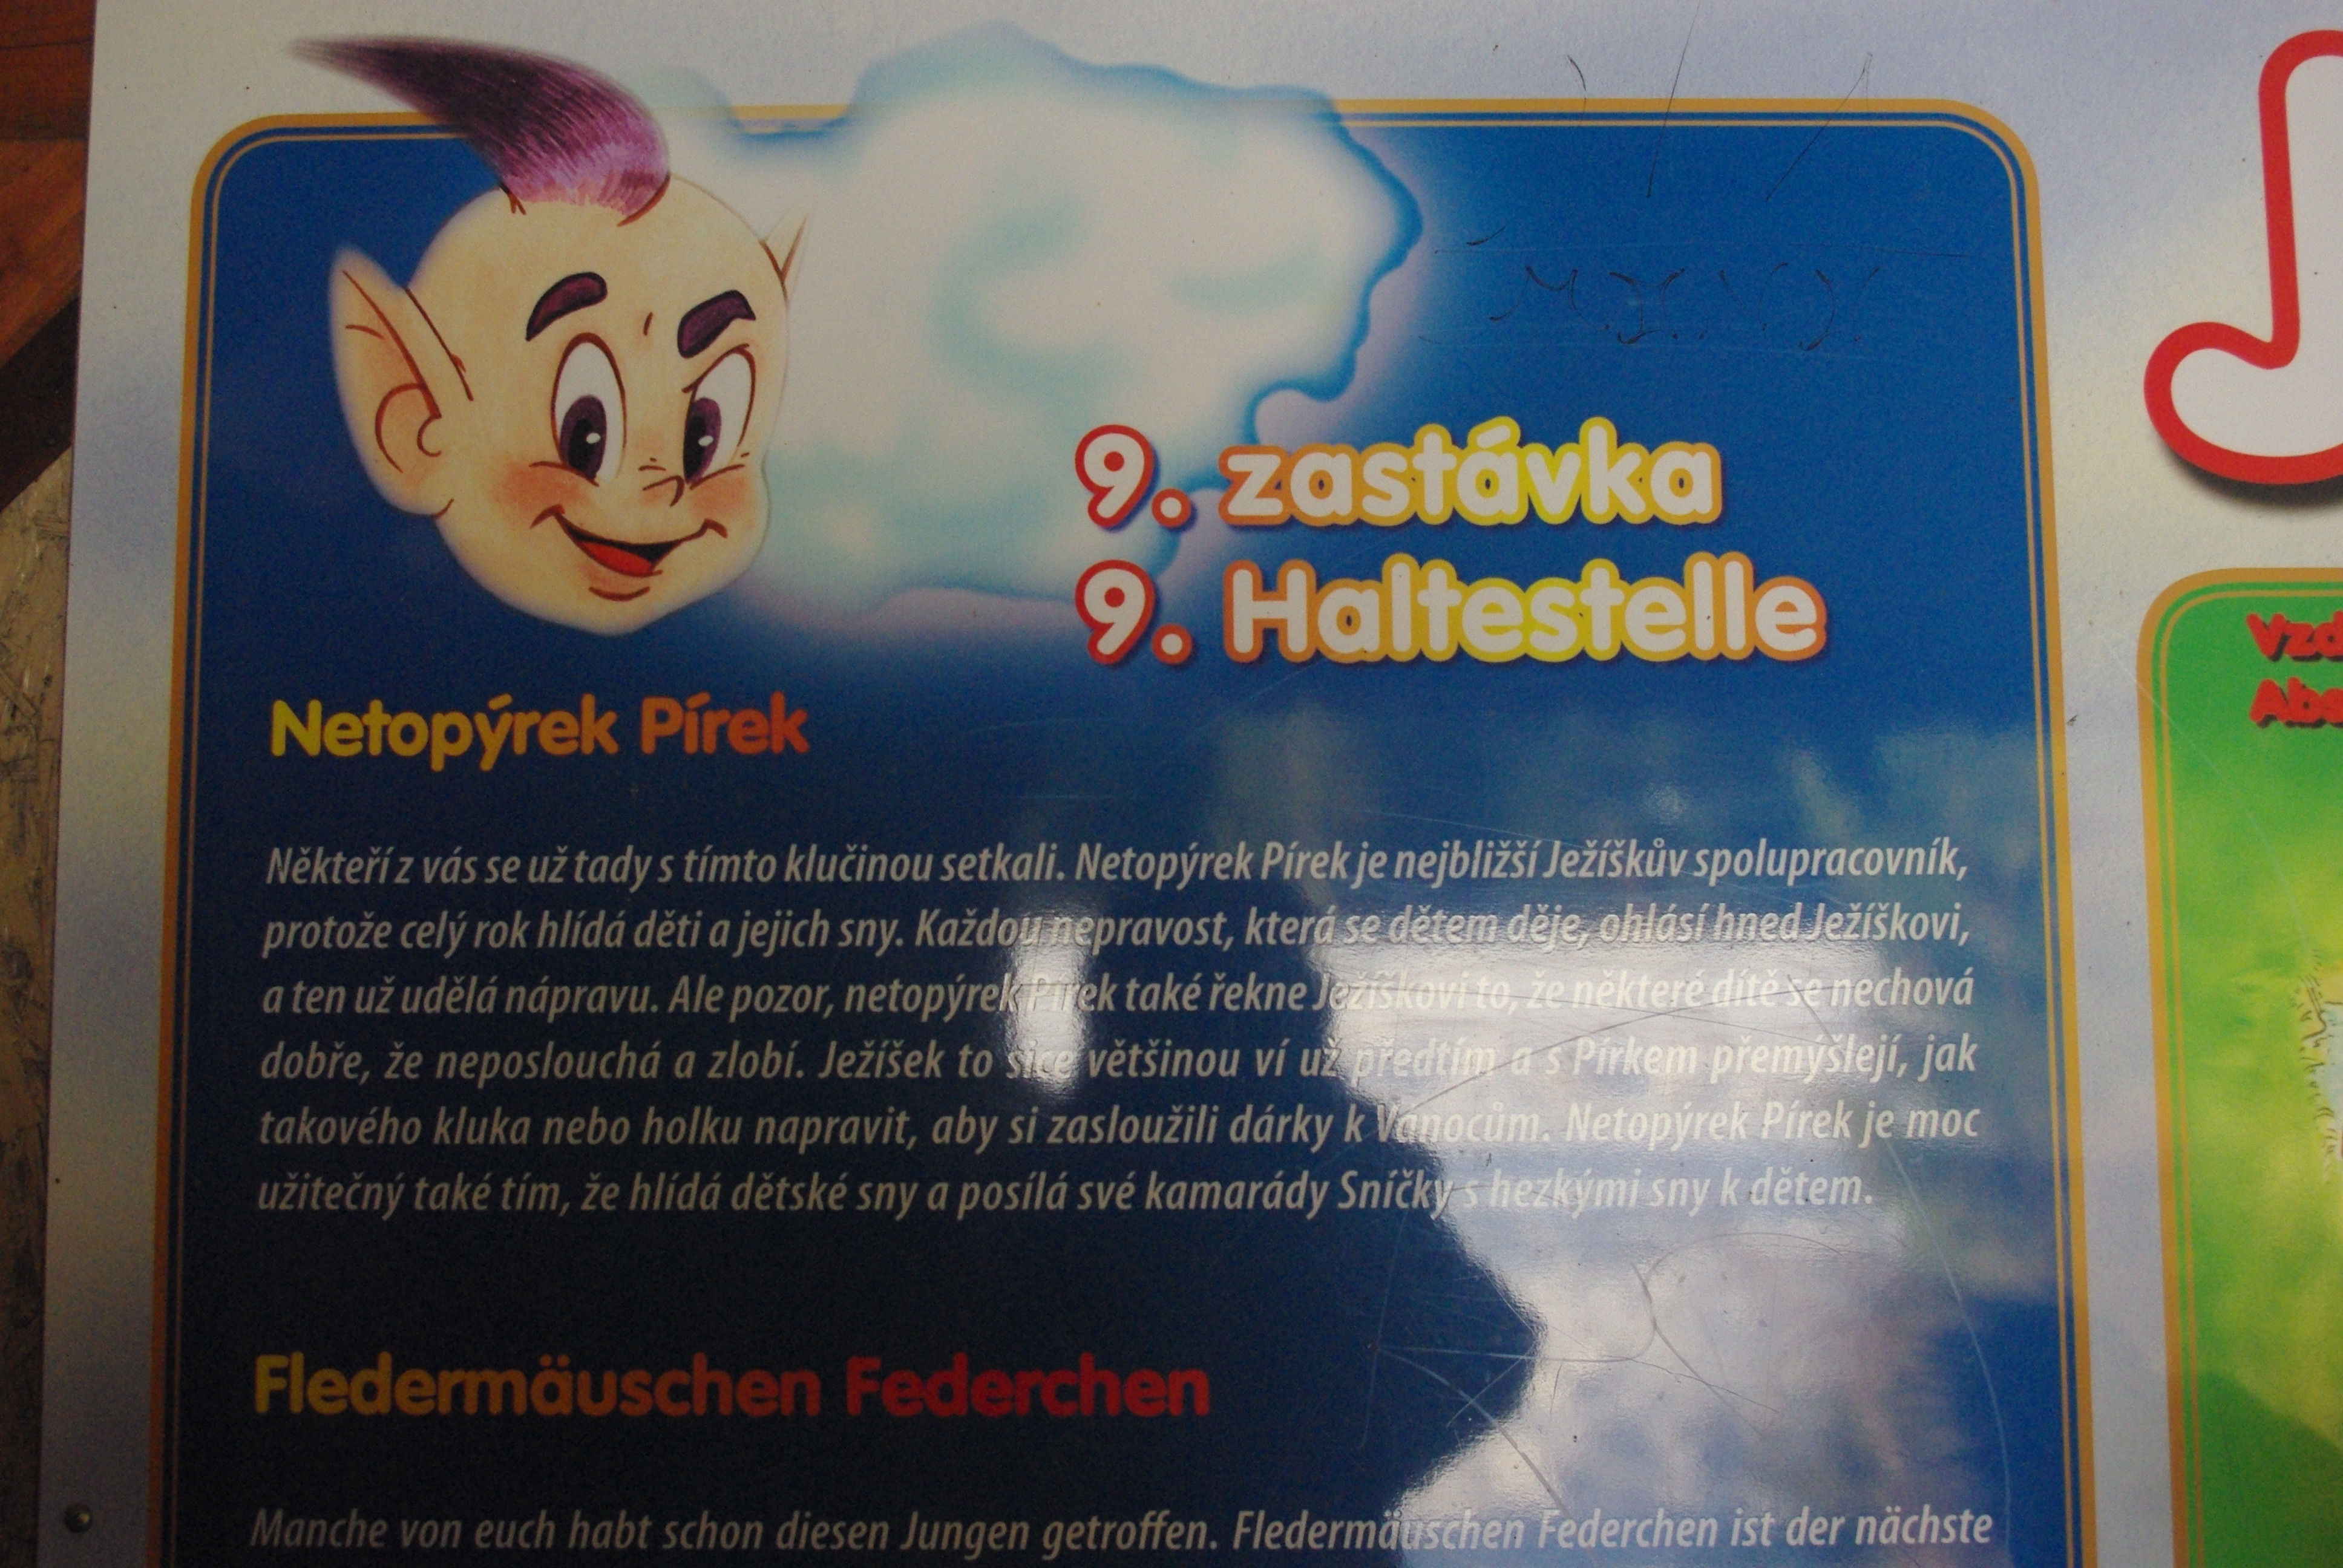 9. zastávka
9. Haltestelle
Netopýrek Pírek
Někteří z vás se už tady s tímto klučinou setkali. Netopýrek Pírek je nejbližší Ježíškův spolupracovník,
protože celý rok hlídá děti a jejich sny. Každou nepravost, která se dětem děje, ohlásí hned Ježíškovi,
a ten už udělá nápravu. Ale pozor, netopýrek Pírek také řekne Ježíškovi to, že některé dítě se nechová
dobře, že neposlouchá a zlobí. Ježíšek to sice většinou ví už předtím a s Pírkem přemýšlejí, jak
takového kluka nebo holku napravit, aby si zasloužili dárky k Vanocům. Netopýrek Pírek je moc
užitečný také tím, že hlídá dětské sny a posílá své kamarády Sníčky s hezkými sny k dětem.
Fledermäuschen Federchen
Manche von euch habt schon diesen Jungen getroffen. Fledermäuschen Federchen ist der nächste